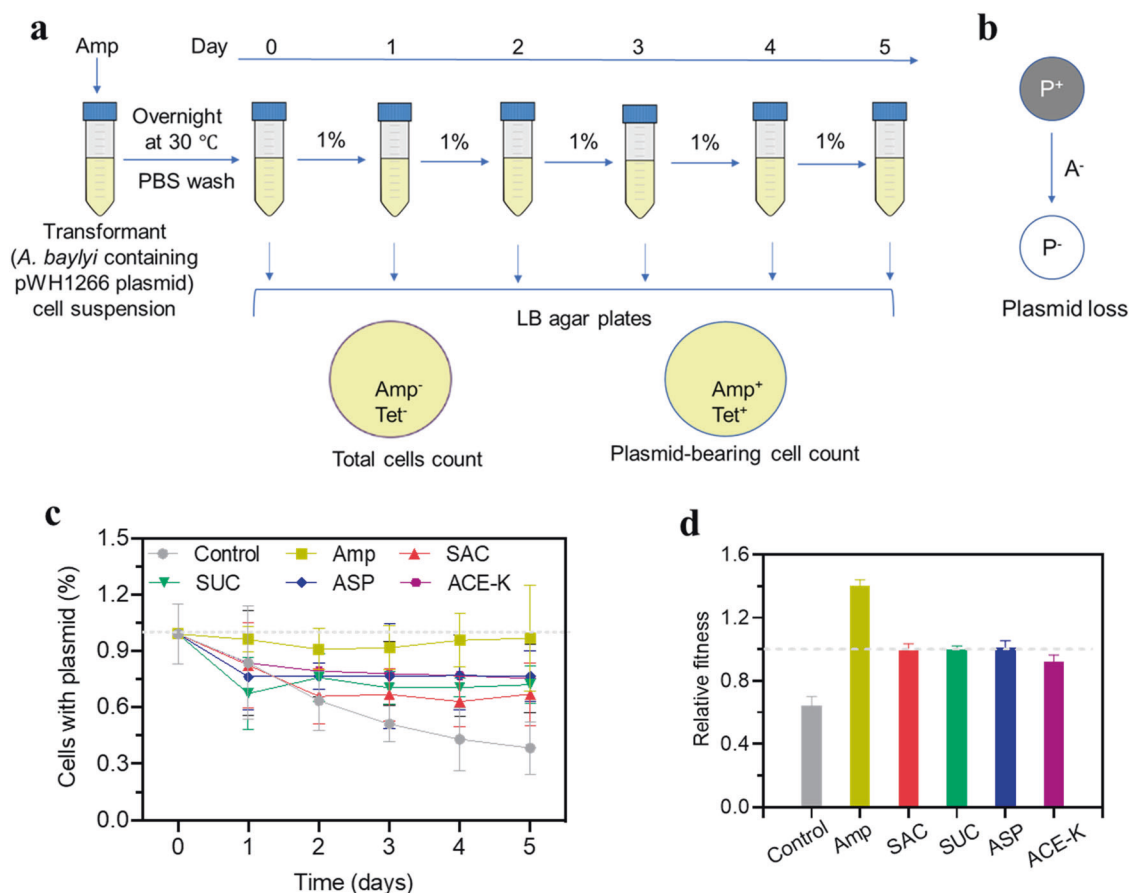 a
Amp
Day 0 1 2 3 4 5
Overnight
at 30 ℃
PBS wash
1% 1% 1% 1% 1%
Transformant
(A. baylyi containing
pWH1266 plasmid)
cell suspension
LB agar plates
Amp⁻
Tet⁻
Total cells count
Amp⁺
Tet⁺
Plasmid-bearing cell count
b
P⁺
A⁻
P⁻
Plasmid loss
c
Cells with plasmid (%)
1.5
1.2
0.9
0.6
0.3
0.0
Control Amp SAC
SUC ASP ACE-K
0 1 2 3 4 5
Time (days)
d
Relative fitness
1.6
1.2
0.8
0.4
0.0
Control Amp SAC SUC ASP ACE-K